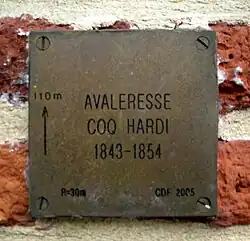 110m
AVALERESSE
COQ HARDI
1843-1854
R=30m CDF 2005